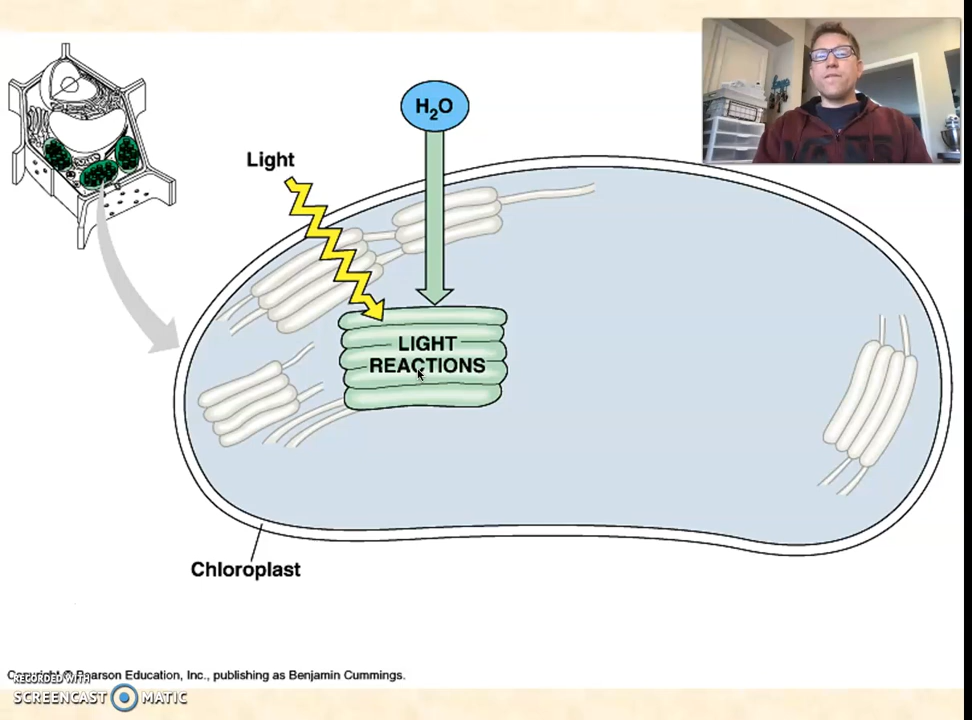 H2O
Light
LIGHT
REACTIONS
Chloroplast
Copyright © Pearson Education, Inc., publishing as Benjamin Cummings.
RECORDED WITH
SCREENCAST MATIC